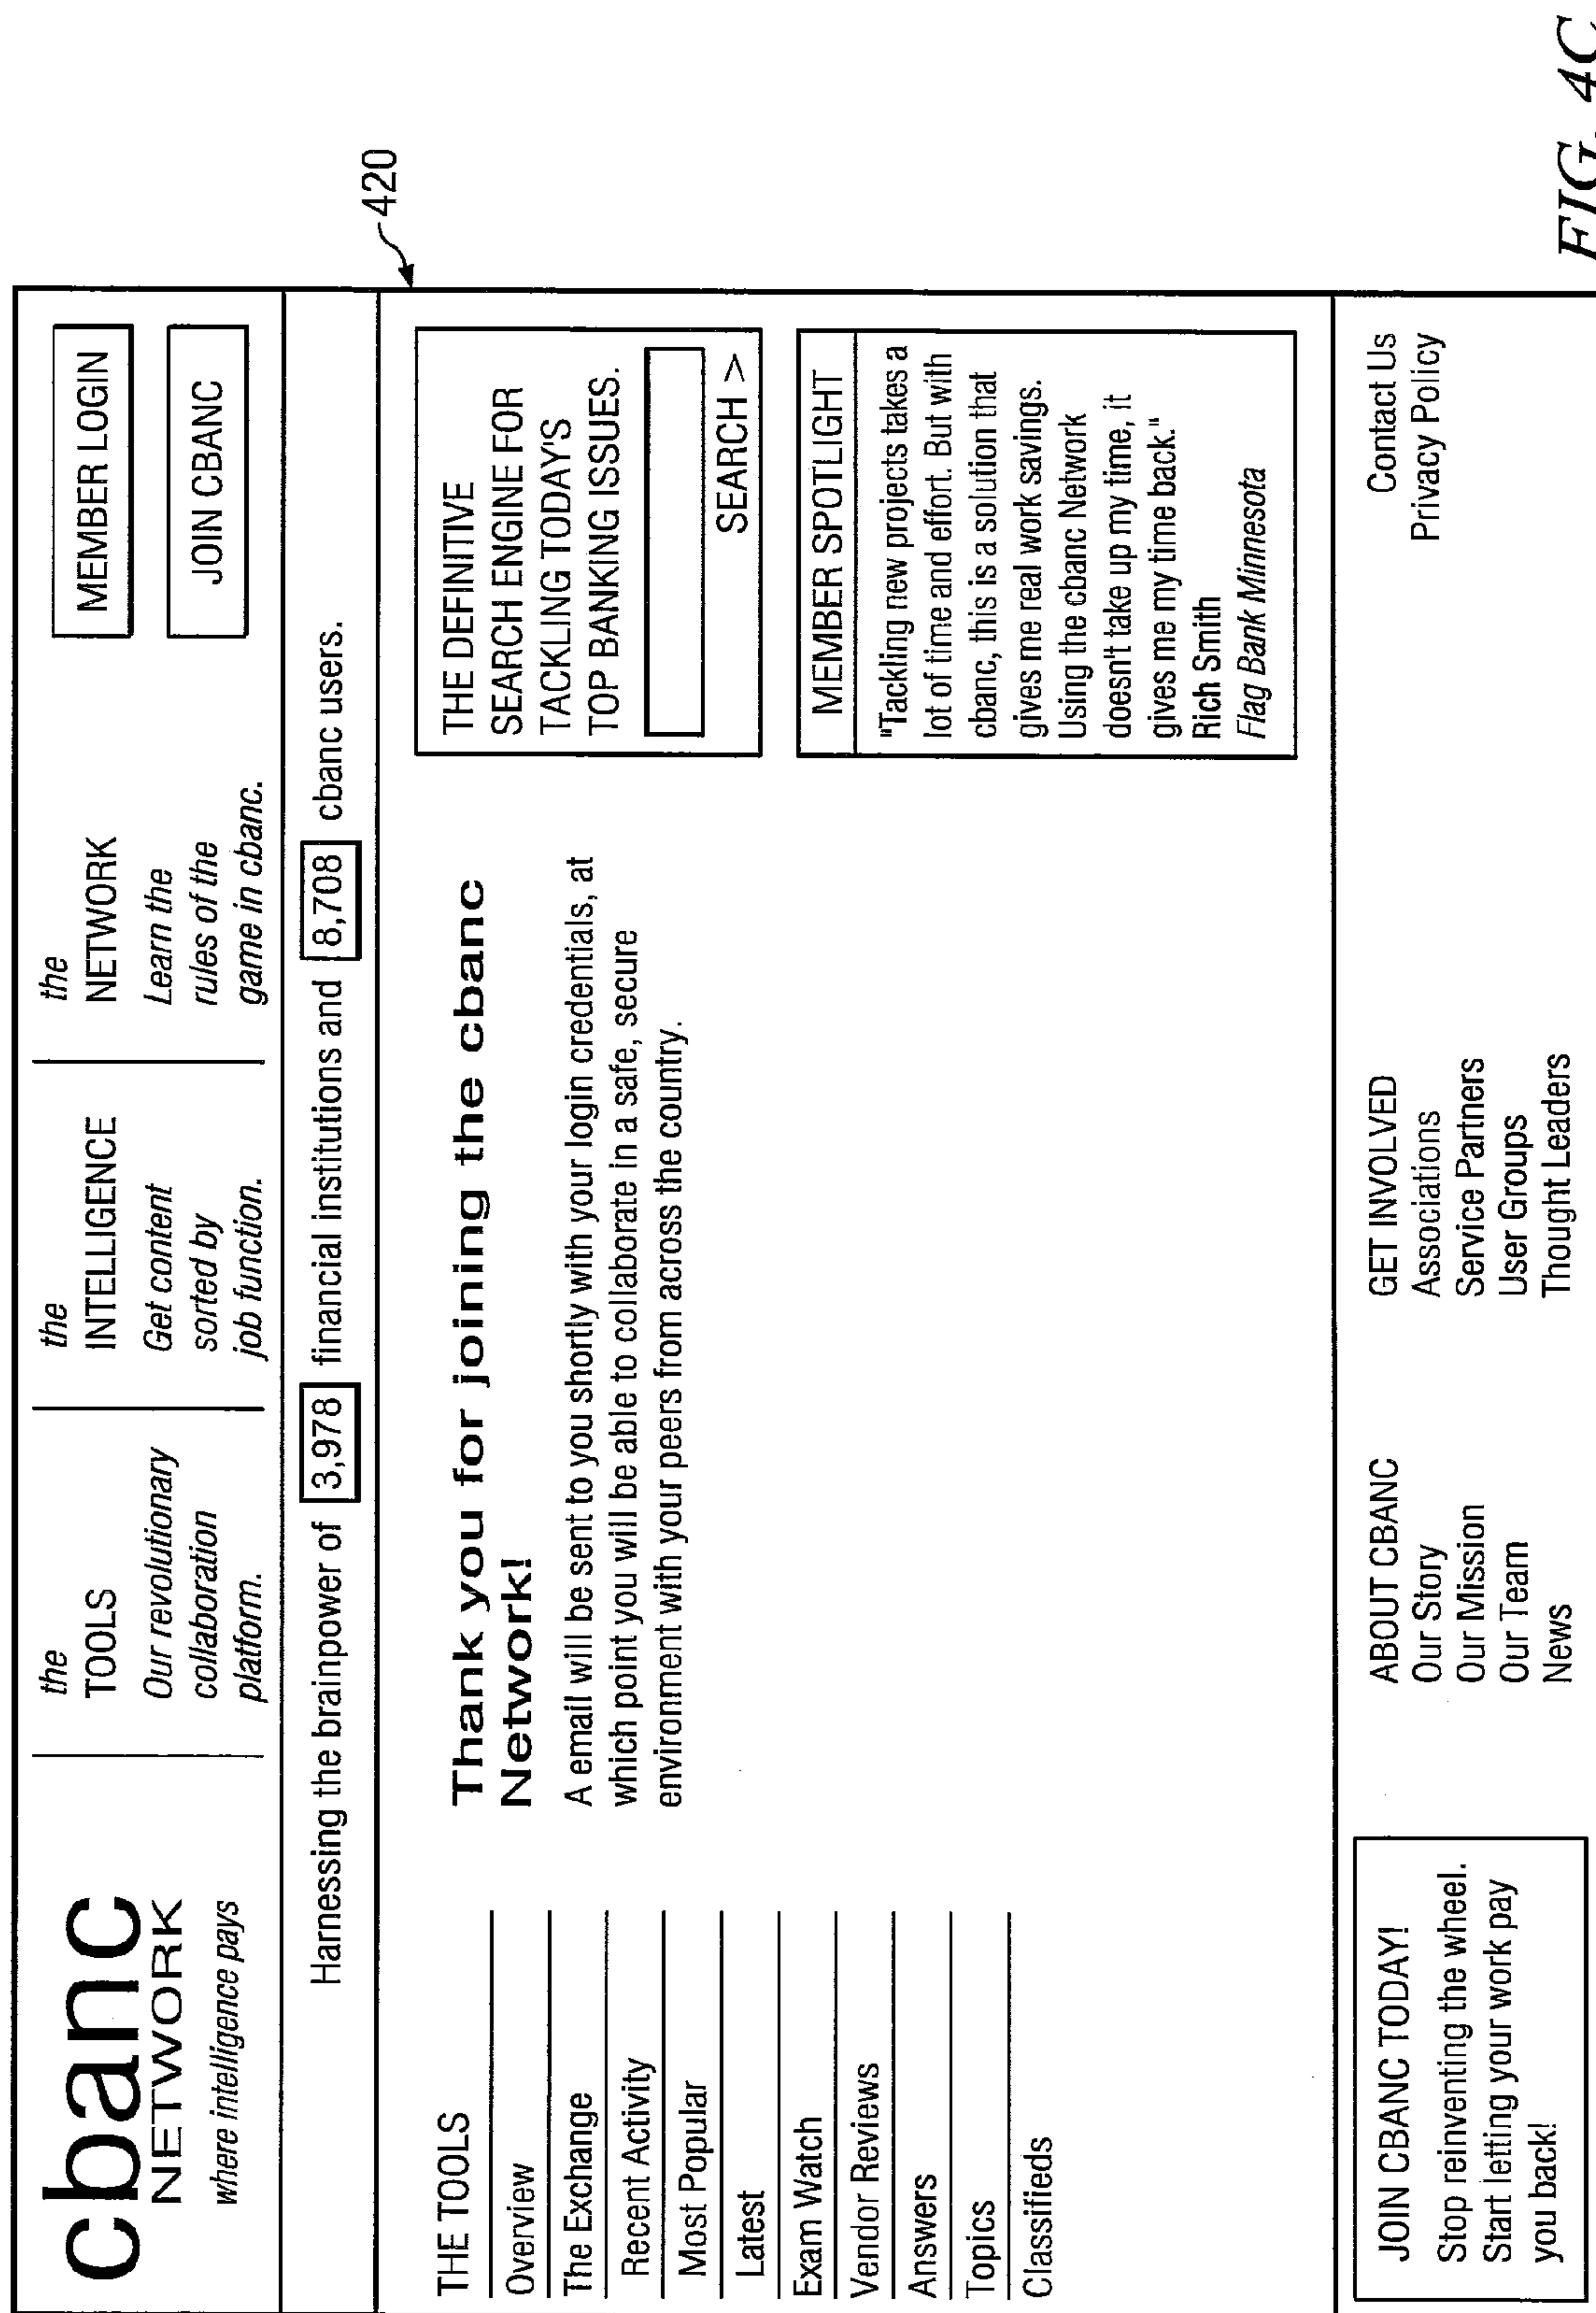 cbanc
NETWORK
where intelligence pays
the
TOOLS
Our revolutionary
collaboration
platform.
the
INTELLIGENCE
Get content
sorted by
job function.
the
NETWORK
Learn the
rules of the
game in cbanc.
MEMBER LOGIN
JOIN CBANC
Harnessing the brainpower of 3,978 financial institutions and 8,708 cbanc users.
420
THE TOOLS
Overview
The Exchange
Recent Activity
Most Popular
Latest
Exam Watch
Vendor Reviews
Answers
Topics
Classifieds
Thank you for joining the cbanc
Network!
A email will be sent to you shortly with your login credentials, at
which point you will be able to collaborate in a safe, secure
environment with your peers from across the country.
THE DEFINITIVE
SEARCH ENGINE FOR
TACKLING TODAY'S
TOP BANKING ISSUES.
SEARCH >
MEMBER SPOTLIGHT
"Tackling new projects takes a
lot of time and effort. But with
cbanc, this is a solution that
gives me real work savings.
Using the cbanc Network
doesn't take up my time, it
gives me my time back."
Rich Smith
Flag Bank Minnesota
JOIN CBANC TODAY!
Stop reinventing the wheel.
Start letting your work pay
you back!
ABOUT CBANC
Our Story
Our Mission
Our Team
News
GET INVOLVED
Associations
Service Partners
User Groups
Thought Leaders
Contact Us
Privacy Policy
FIG. 4C